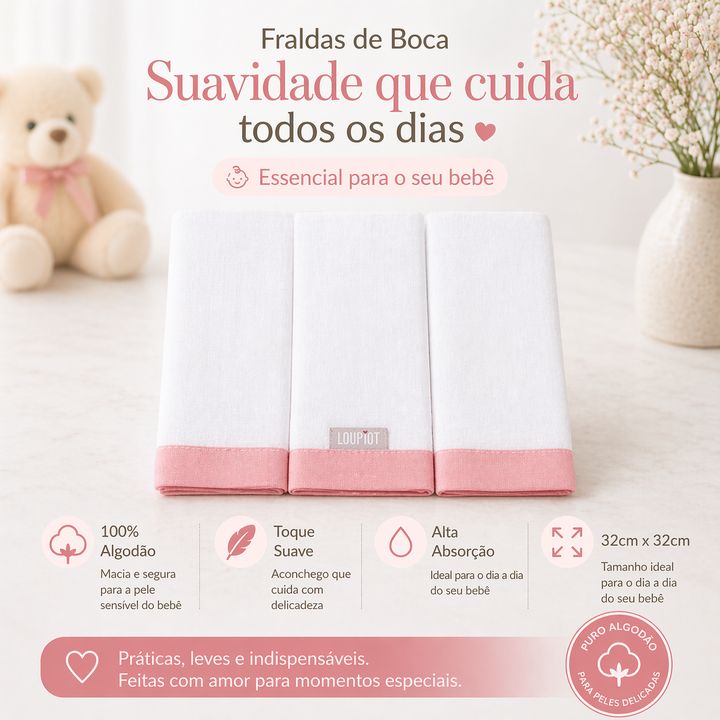 Fraldas de Boca
Suavidade que cuida
todos os dias
Essencial para o seu bebê
LOUPIOT
100%
Algodão
Macia e segura
para a pele
sensível do bebê
Toque
Suave
Aconchego que
cuida com
delicadeza
Alta
Absorção
Ideal para o dia a dia
do seu bebê
32cm x 32cm
Tamanho ideal
para o dia a dia
do seu bebê
Práticas, leves e indispensáveis.
Feitas com amor para momentos especiais.
PURO ALGODÃO
PARA PELES DELICADAS